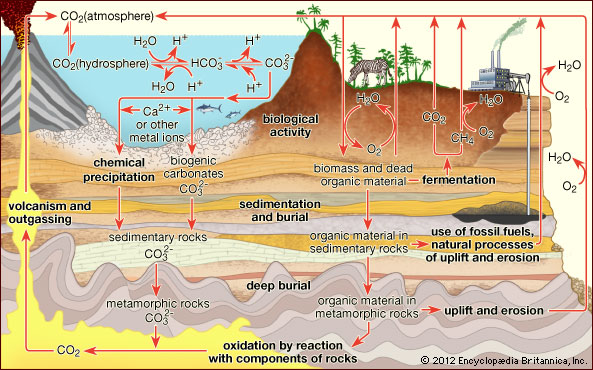 CO₂(atmosphere)
H₂O
H⁺
H⁺
CO₂(hydrosphere)
HCO₃⁻
CO₃²⁻
H₂O
H⁺
H⁺
Ca²⁺
or other
metal ions
biological
activity
chemical
precipitation
biogenic
carbonates
CO₃²⁻
H₂O
O₂
CO₂
CH₄
H₂O
O₂
H₂O
O₂
H₂O
O₂
biomass and dead
organic material
fermentation
volcanism and
outgassing
sedimentation
and burial
sedimentary rocks
CO₃²⁻
organic material in
sedimentary rocks
use of fossil fuels,
natural processes
of uplift and erosion
deep burial
metamorphic rocks
CO₃²⁻
organic material in
metamorphic rocks
uplift and erosion
CO₂
oxidation by reaction
with components of rocks
© 2012 Encyclopædia Britannica, Inc.